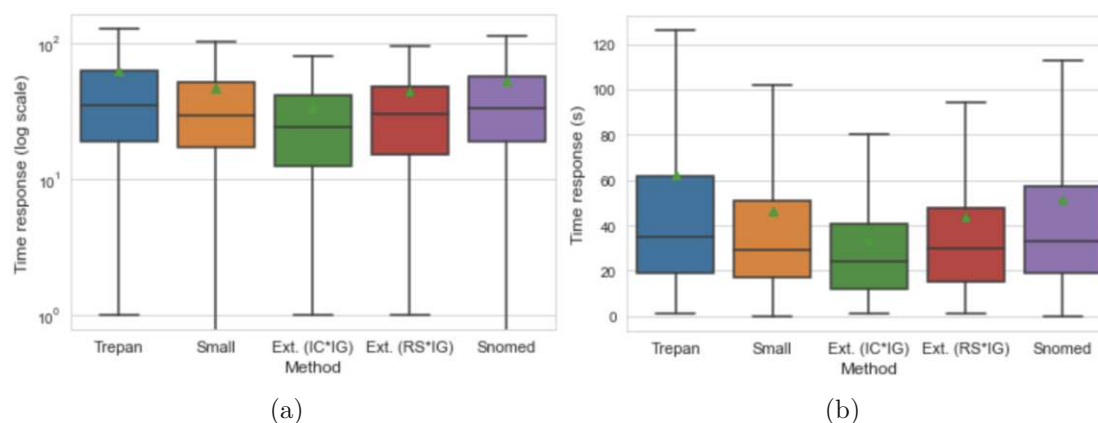 Time response (log scale)
10²
10¹
10⁰
Trepan Small Ext. (IC*IG) Ext. (RS*IG) Snomed
Method
(a)
Time response (s)
120
100
80
60
40
20
0
Trepan Small Ext. (IC*IG) Ext. (RS*IG) Snomed
Method
(b)